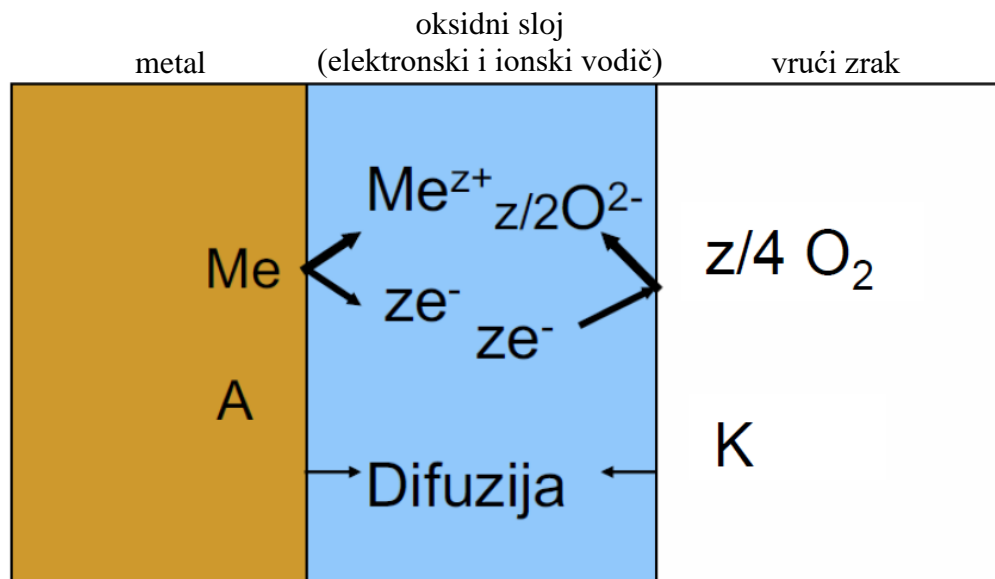 oksidni sloj
metal (elektronski i ionski vodič) vrući zrak
Me^z+ z/2O^2-
Me z/4 O₂
ze^-
ze^-
A
K
Difuzija